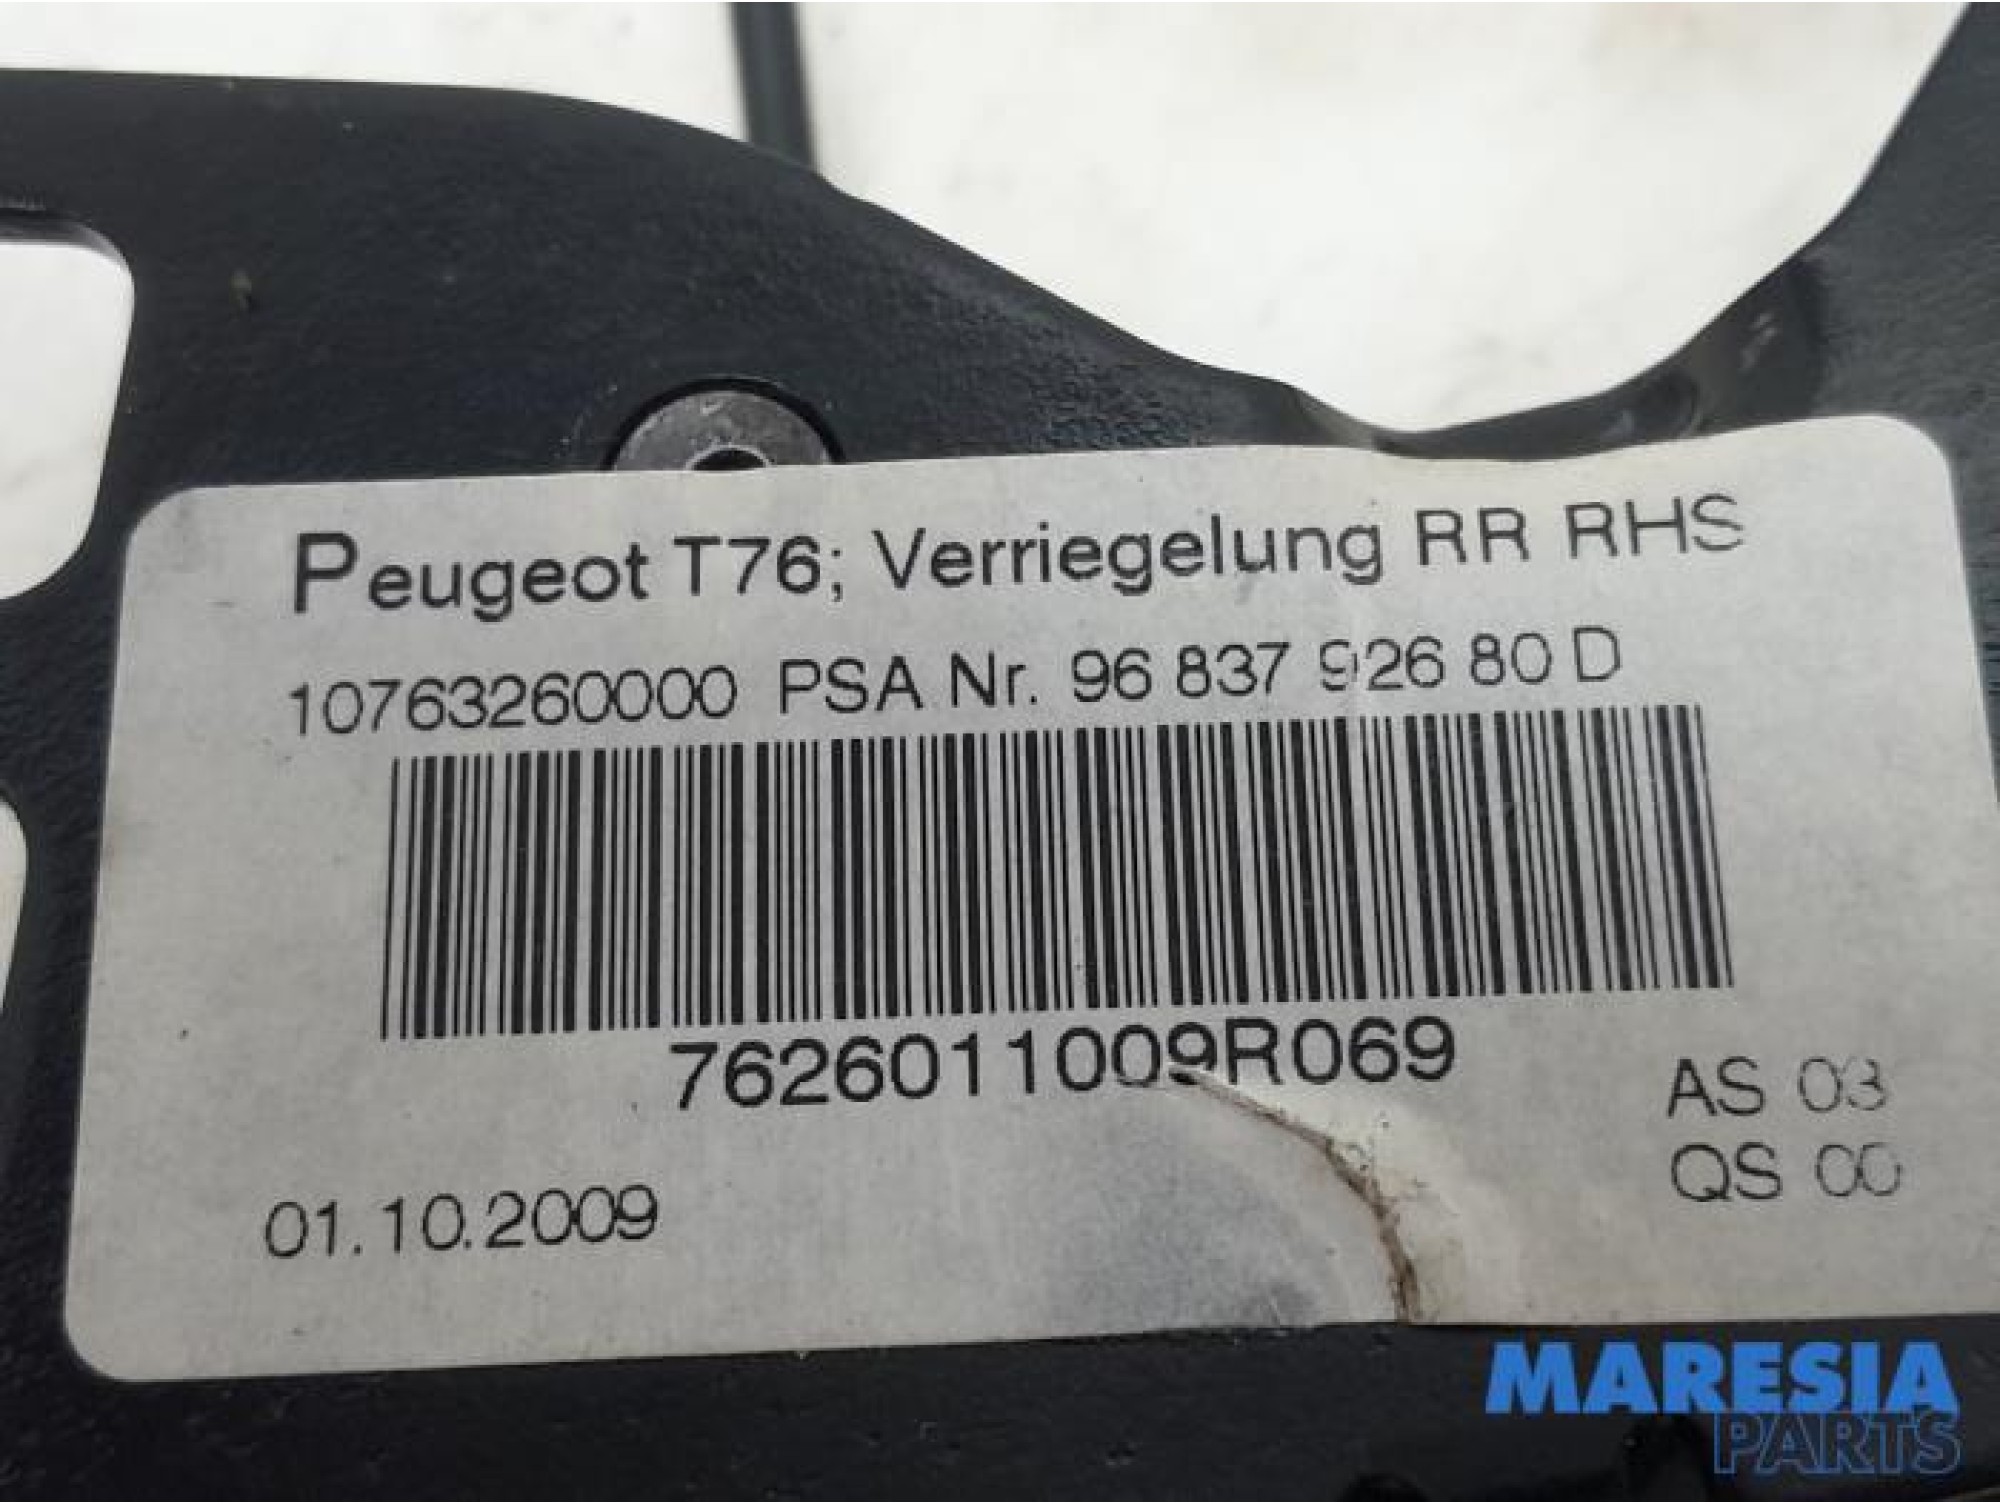 Peugeot T76; Verriegelung RR RHS
10763260000 PSA Nr. 96 837 926 80 D
7626011009R069
AS 03
QS 00
01.10.2009
MARESIA
PARTS